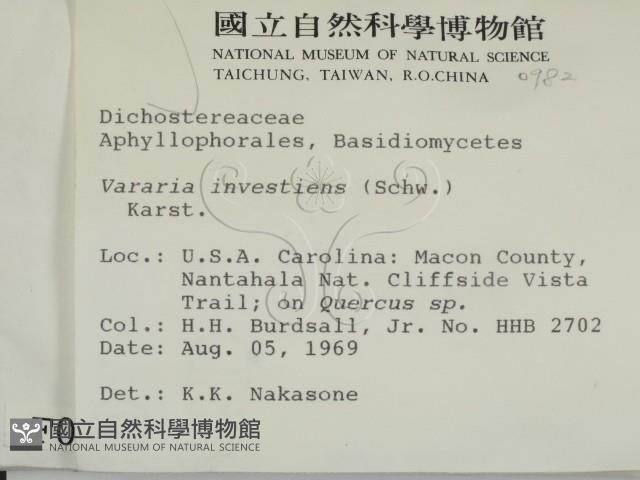 國立自然科學博物館
NATIONAL MUSEUM OF NATURAL SCIENCE
TAICHUNG, TAIWAN, R.O.CHINA 0982
Dichostereaceae
Aphyllophorales, Basidiomycetes
Vararia investiens (Schw.)
Karst.
Loc.: U.S.A. Carolina: Macon County,
Nantahala Nat. Cliffside Vista
Trail; on Quercus sp.
Col.: H.H. Burdsall, Jr. No. HHB 2702
Date: Aug. 05, 1969
Det.: K.K. Nakasone
國立自然科學博物館
NATIONAL MUSEUM OF NATURAL SCIENCE